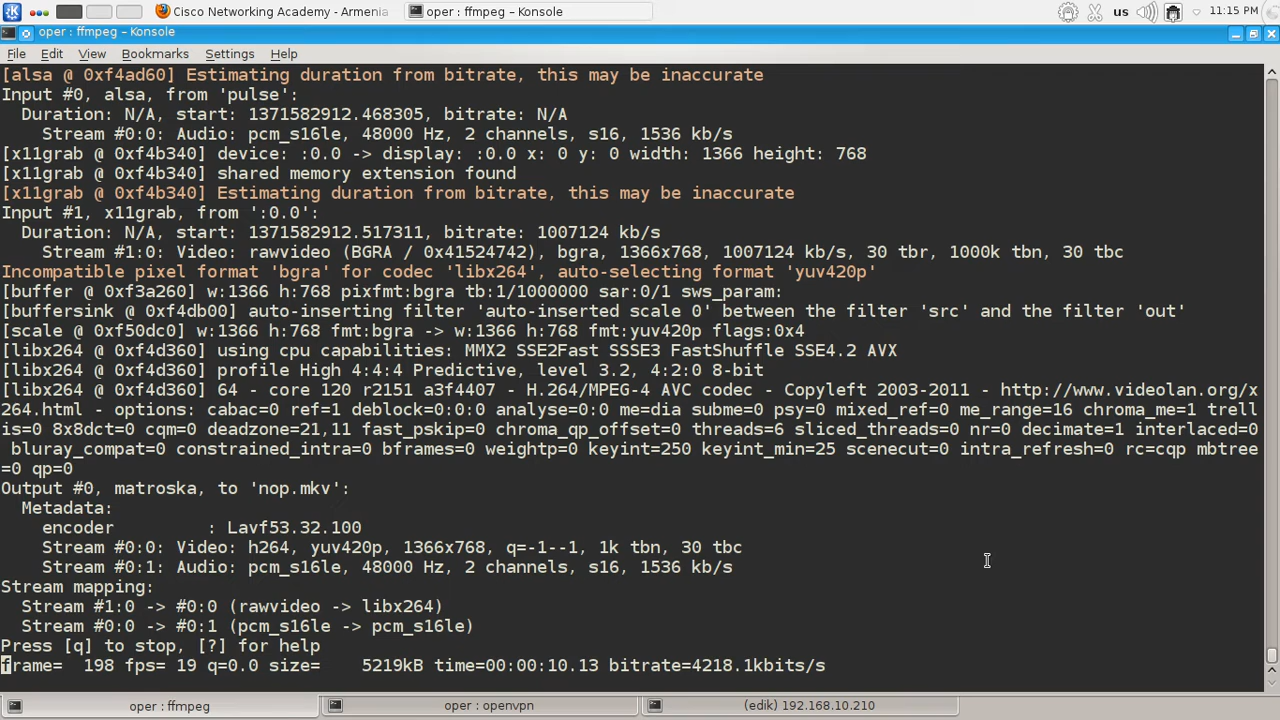 Cisco Networking Academy - Armenia
oper : ffmpeg – Konsole
us
11:15 PM
oper : ffmpeg – Konsole
File Edit View Bookmarks Settings Help
[alsa @ 0xf4ad60] Estimating duration from bitrate, this may be inaccurate
Input #0, alsa, from 'pulse':
  Duration: N/A, start: 1371582912.468305, bitrate: N/A
    Stream #0:0: Audio: pcm_s16le, 48000 Hz, 2 channels, s16, 1536 kb/s
[x11grab @ 0xf4b340] device: :0.0 -> display: :0.0 x: 0 y: 0 width: 1366 height: 768
[x11grab @ 0xf4b340] shared memory extension found
[x11grab @ 0xf4b340] Estimating duration from bitrate, this may be inaccurate
Input #1, x11grab, from ':0.0':
  Duration: N/A, start: 1371582912.517311, bitrate: 1007124 kb/s
    Stream #1:0: Video: rawvideo (BGRA / 0x41524742), bgra, 1366x768, 1007124 kb/s, 30 tbr, 1000k tbn, 30 tbc
Incompatible pixel format 'bgra' for codec 'libx264', auto-selecting format 'yuv420p'
[buffer @ 0xf3a260] w:1366 h:768 pixfmt:bgra tb:1/1000000 sar:0/1 sws_param:
[buffersink @ 0xf4db00] auto-inserting filter 'auto-inserted scale 0' between the filter 'src' and the filter 'out'
[scale @ 0xf50dc0] w:1366 h:768 fmt:bgra -> w:1366 h:768 fmt:yuv420p flags:0x4
[libx264 @ 0xf4d360] using cpu capabilities: MMX2 SSE2Fast SSSE3 FastShuffle SSE4.2 AVX
[libx264 @ 0xf4d360] profile High 4:4:4 Predictive, level 3.2, 4:2:0 8-bit
[libx264 @ 0xf4d360] 64 - core 120 r2151 a3f4407 - H.264/MPEG-4 AVC codec - Copyleft 2003-2011 - http://www.videolan.org/x
264.html - options: cabac=0 ref=1 deblock=0:0:0 analyse=0:0 me=dia subme=0 psy=0 mixed_ref=0 me_range=16 chroma_me=1 trell
is=0 8x8dct=0 cqm=0 deadzone=21,11 fast_pskip=0 chroma_qp_offset=0 threads=6 sliced_threads=0 nr=0 decimate=1 interlaced=0
 bluray_compat=0 constrained_intra=0 bframes=0 weightp=0 keyint=250 keyint_min=25 scenecut=0 intra_refresh=0 rc=cqp mbtree
=0 qp=0
Output #0, matroska, to 'nop.mkv':
  Metadata:
    encoder         : Lavf53.32.100
    Stream #0:0: Video: h264, yuv420p, 1366x768, q=-1--1, 1k tbn, 30 tbc
    Stream #0:1: Audio: pcm_s16le, 48000 Hz, 2 channels, s16, 1536 kb/s
Stream mapping:
  Stream #1:0 -> #0:0 (rawvideo -> libx264)
  Stream #0:0 -> #0:1 (pcm_s16le -> pcm_s16le)
Press [q] to stop, [?] for help
frame=  198 fps= 19 q=0.0 size=    5219kB time=00:00:10.13 bitrate=4218.1kbits/s
oper : ffmpeg
oper : openvpn
(edik) 192.168.10.210